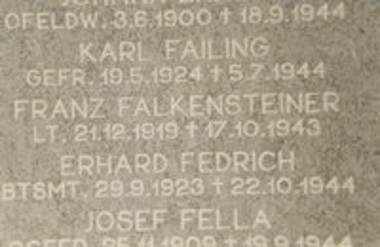 OFELDW. 3.6.1900 † 18.9.1944
KARL FAILING
GEFR. 19.5.1924 † 5.7.1944
FRANZ FALKENSTEINER
LT. 21.12.1919 † 17.10.1943
ERHARD FEDRICH
BTSMT. 29.9.1923 † 22.10.1944
JOSEF FELLA